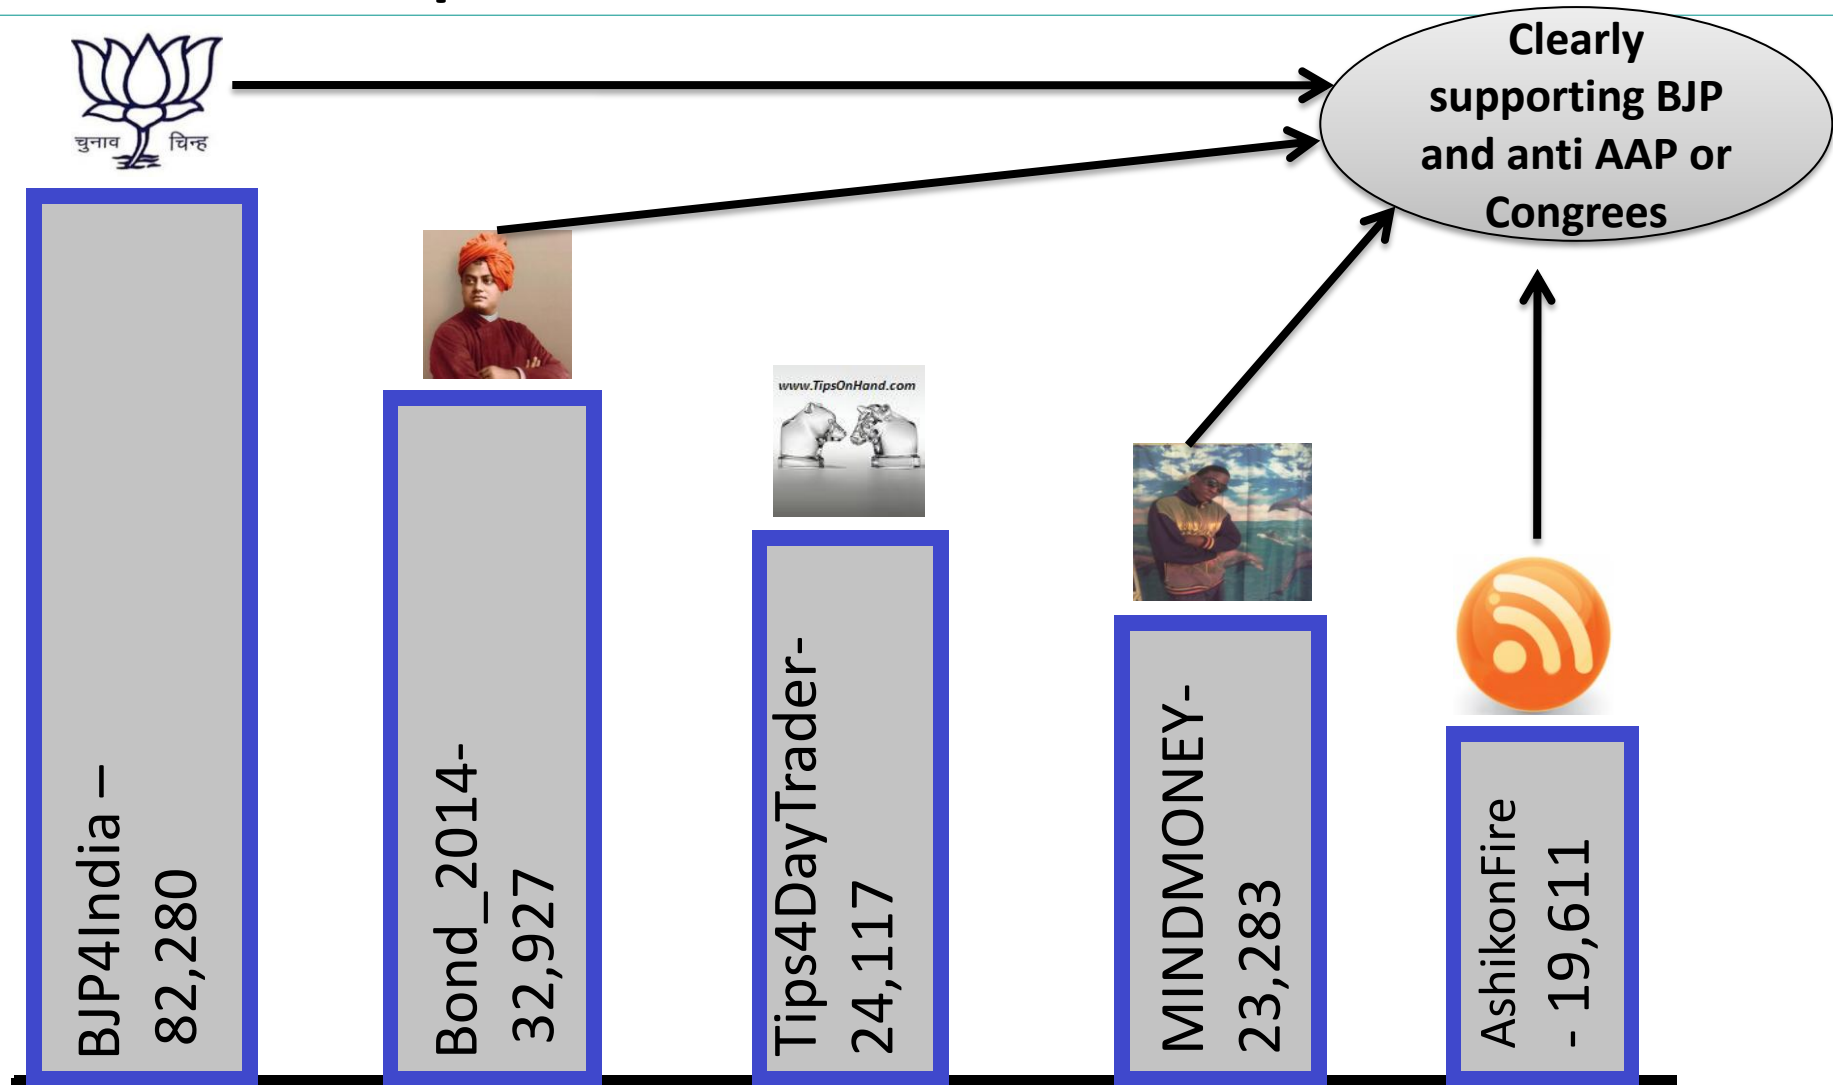 Clearly
supporting BJP
and anti AAP or
Congrees
चुनाव चिन्ह
www.TipsOnHand.com
BJP4India –
82,280
Bond_2014-
32,927
Tips4DayTrader-
24,117
MINDMONEY-
23,283
AshikonFire
- 19,611